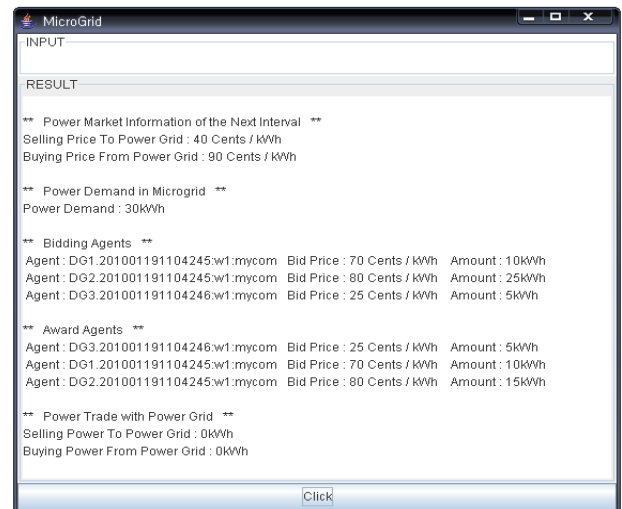 MicroGrid
INPUT
RESULT
** Power Market Information of the Next Interval **
Selling Price To Power Grid : 40 Cents / kWh
Buying Price From Power Grid : 90 Cents / kWh
** Power Demand in Microgrid **
Power Demand : 30kWh
** Bidding Agents **
Agent : DG1.201001191104245:w1:mycom Bid Price : 70 Cents / kWh Amount : 10kWh
Agent : DG2.201001191104245:w1:mycom Bid Price : 80 Cents / kWh Amount : 25kWh
Agent : DG3.201001191104246:w1:mycom Bid Price : 25 Cents / kWh Amount : 5kWh
** Award Agents **
Agent : DG3.201001191104246:w1:mycom Bid Price : 25 Cents / kWh Amount : 5kWh
Agent : DG1.201001191104245:w1:mycom Bid Price : 70 Cents / kWh Amount : 10kWh
Agent : DG2.201001191104245:w1:mycom Bid Price : 80 Cents / kWh Amount : 15kWh
** Power Trade with Power Grid **
Selling Power To Power Grid : 0kWh
Buying Power From Power Grid : 0kWh
Click